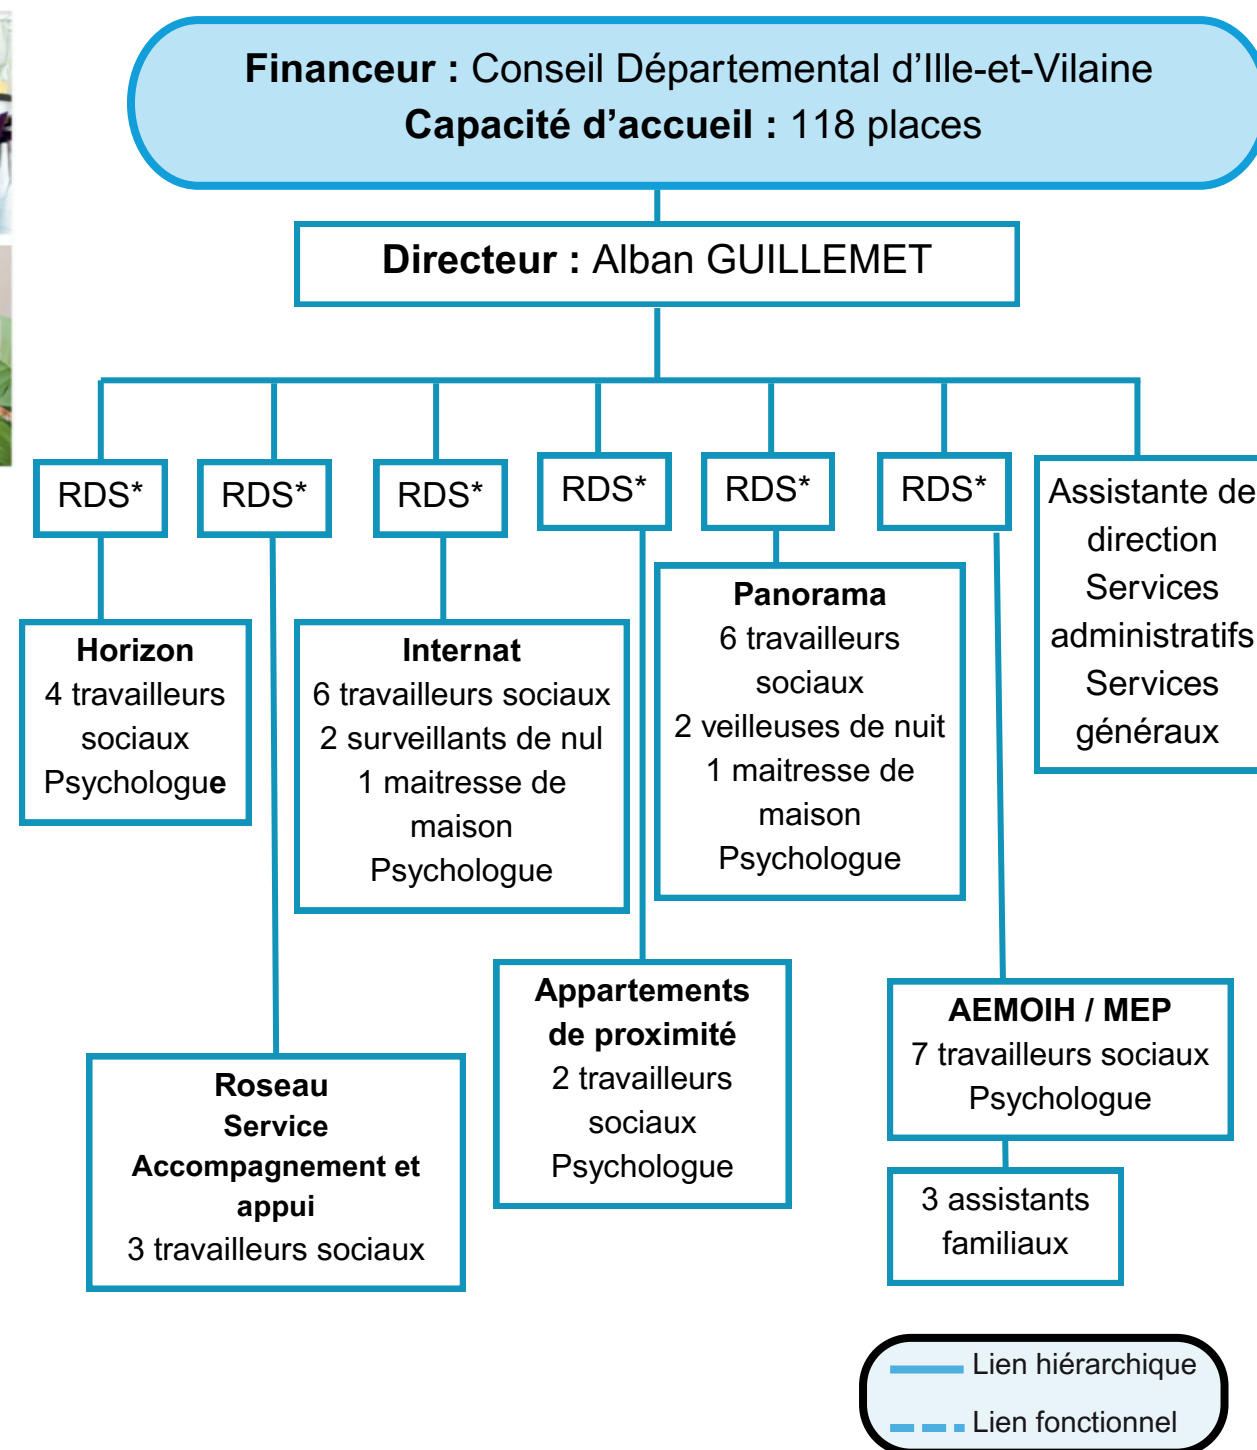 Financeur : Conseil Départemental d'Ille-et-Vilaine
Capacité d'accueil : 118 places
Directeur : Alban GUILLEMET
RDS*
RDS*
RDS*
RDS*
RDS*
RDS*
Assistante de
direction
Services
administratifs
Services
généraux
Horizon
4 travailleurs
sociaux
Psychologue
Internat
6 travailleurs sociaux
2 surveillants de nul
1 maitresse de
maison
Psychologue
Panorama
6 travailleurs
sociaux
2 veilleuses de nuit
1 maitresse de
maison
Psychologue
Roseau
Service
Accompagnement et
appui
3 travailleurs sociaux
Appartements
de proximité
2 travailleurs
sociaux
Psychologue
AEMOIH / MEP
7 travailleurs sociaux
Psychologue
3 assistants
familiaux
Lien hiérarchique
Lien fonctionnel